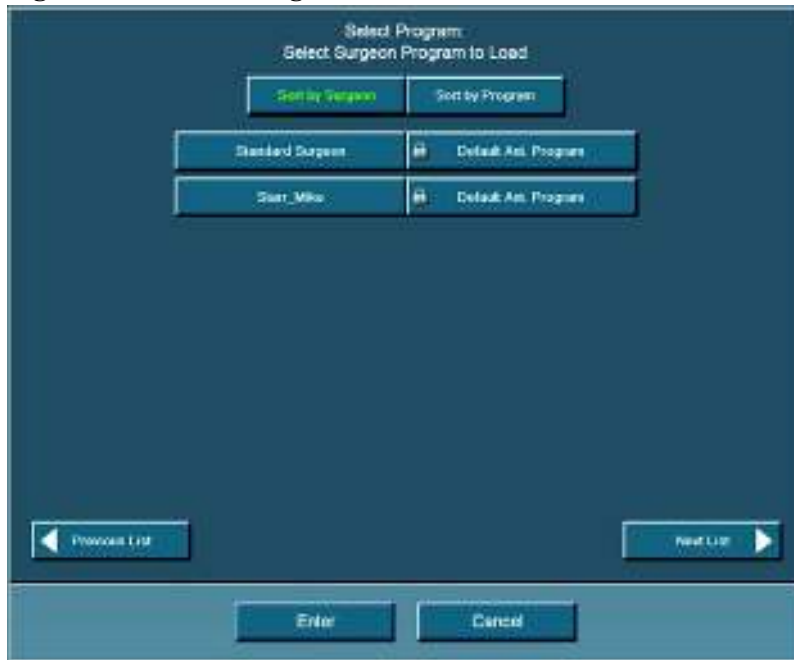 Select Program:
Select Surgeon Program to Load
Sort by Surgeon Sort by Program
Standard Surgeon Default Ant. Program
Starr_Mike Default Ant. Program
Previous List Next List
Enter Cancel